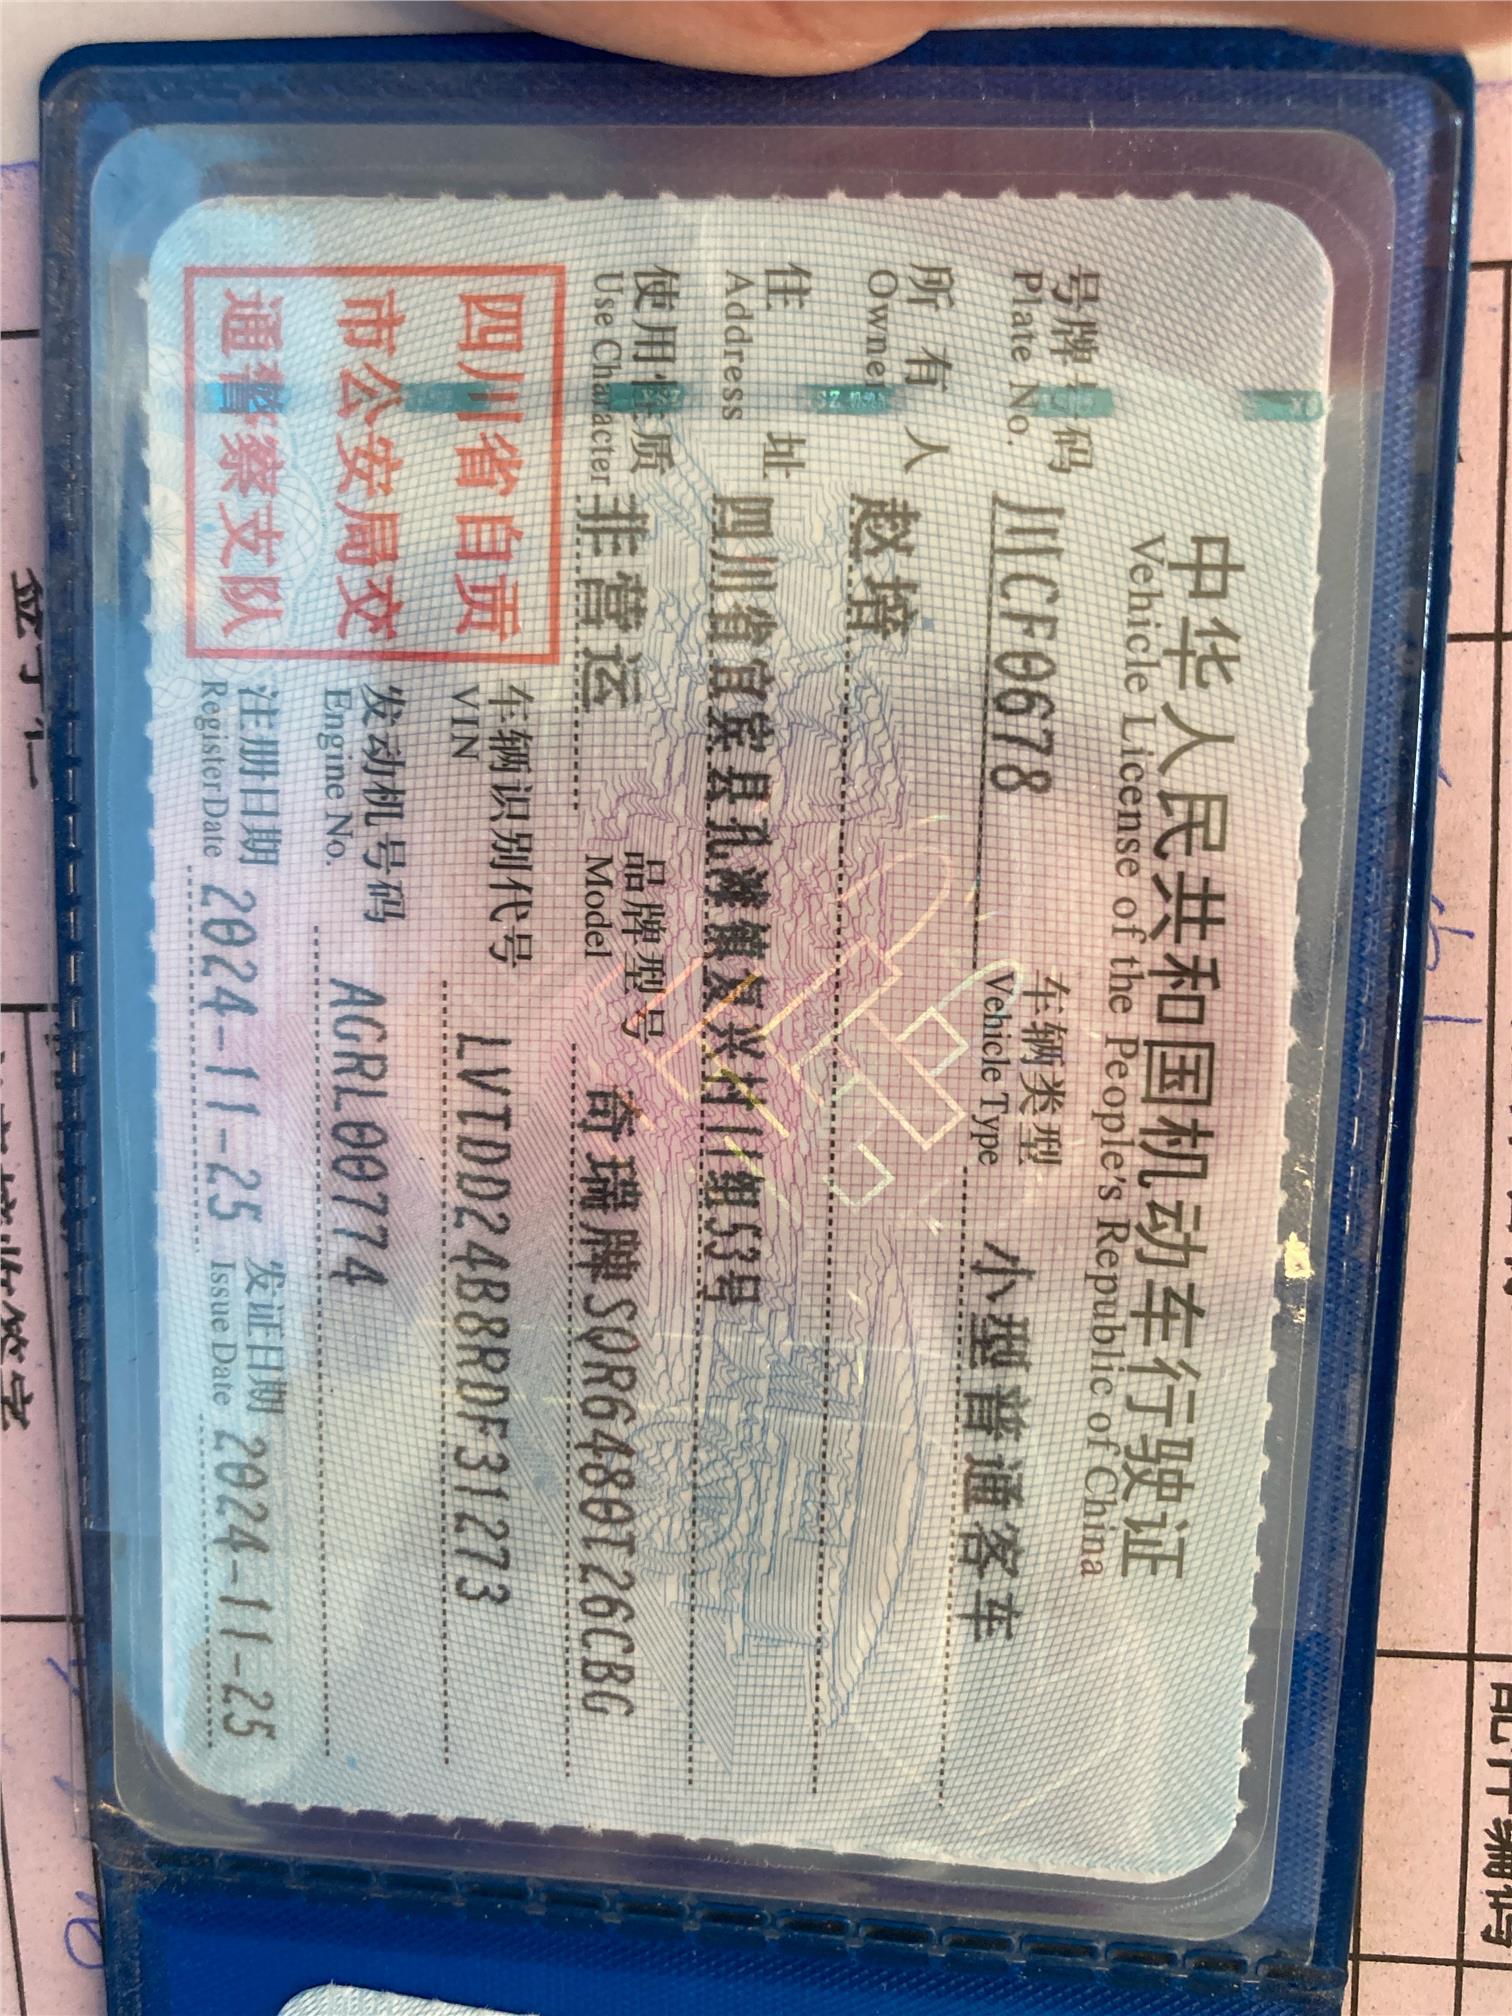 中华人民共和国机动车行驶证
Vehicle License of the People's Republic of China
号牌号码 川CF0678 车辆类型 小型普通客车
Plate No. Vehicle Type
所有人 赵培
Owner
住址 四川省宜宾县孔滩镇复兴村川组53号
Address
使用性质 非营运 品牌型号 奇瑞牌SQR6480T26CBG
Use Character Model
四川省自贡
市公安局交
通警察支队
车辆识别代号 LVTDD24B8RDF31273
VIN
发动机号码 AGRL00774
Engine No.
注册日期 2024-11-25 发证日期 2024-11-25
Register Date Issue Date